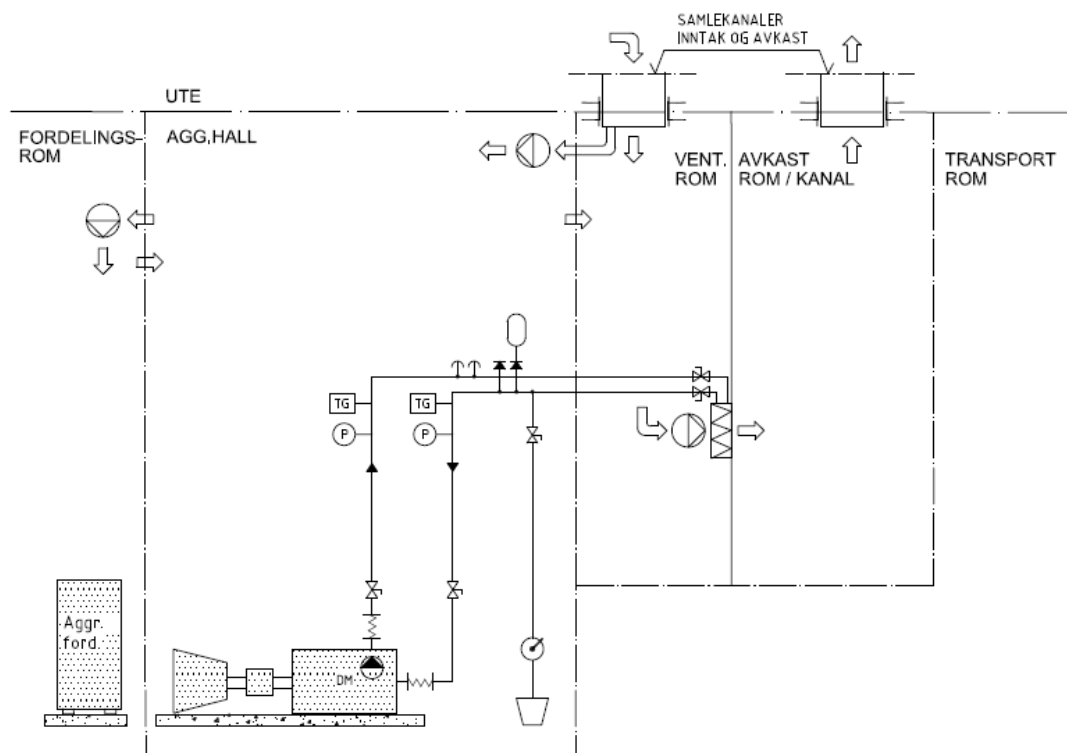 SAMLEKANALER
INNTAK OG AVKAST
UTE
FORDELINGS-
ROM
AGG,HALL
VENT.
ROM
AVKAST
ROM / KANAL
TRANSPORT
ROM
TG
TG
P
P
Aggr.
ford.
DM